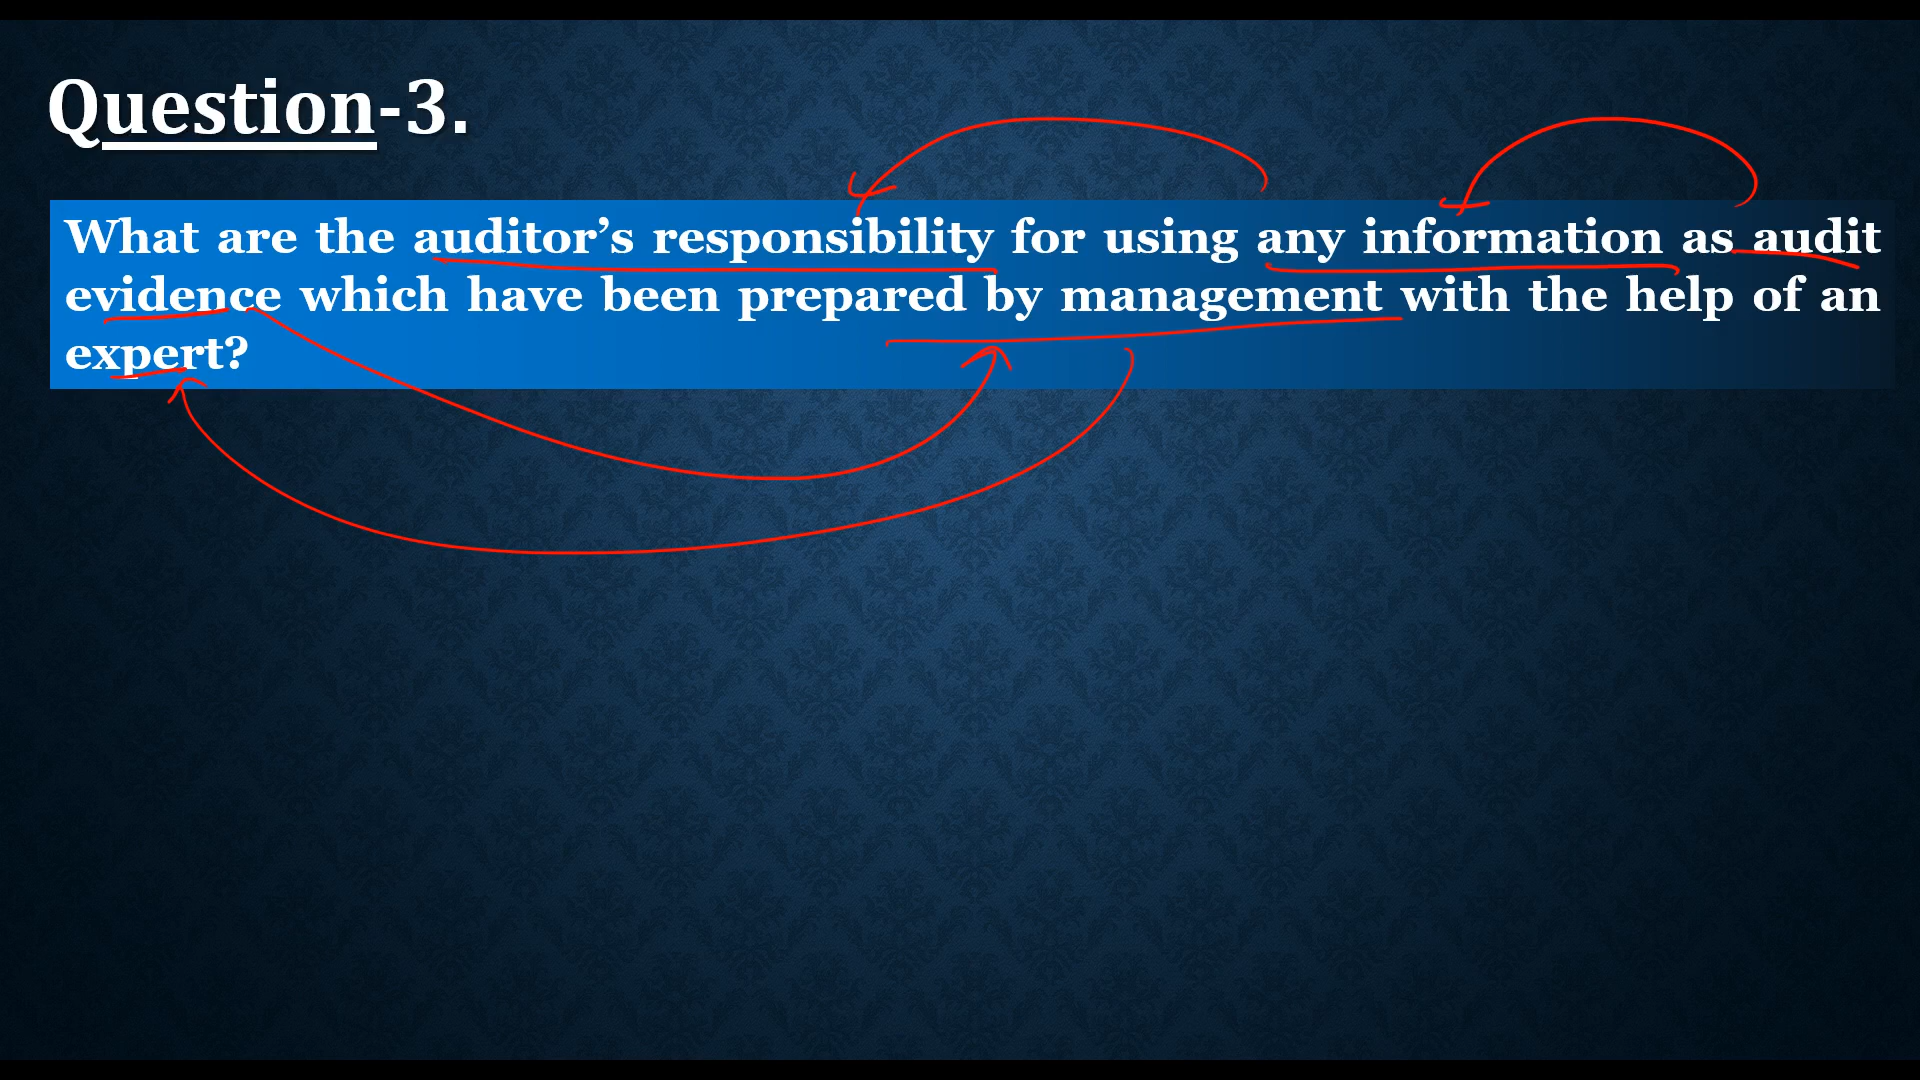 Question-3.
What are the auditor’s responsibility for using any information as audit
evidence which have been prepared by management with the help of an
expert?